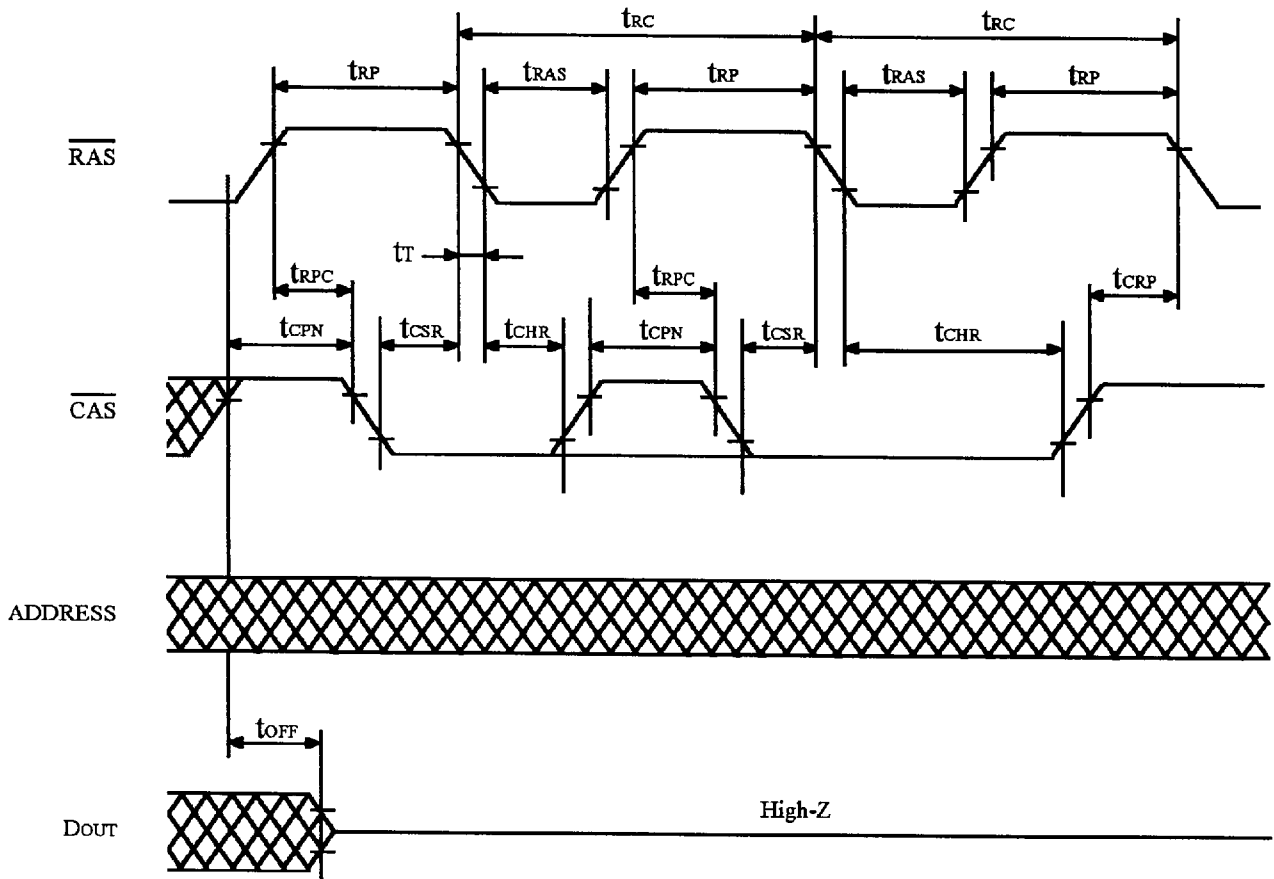 tRC tRC
tRP tRAS tRP tRAS tRP
RAS
tT
tRPC tRPC tCRP
tCPN tCSR tCHR tCPN tCSR tCHR
CAS
ADDRESS
tOFF
High-Z
DOUT